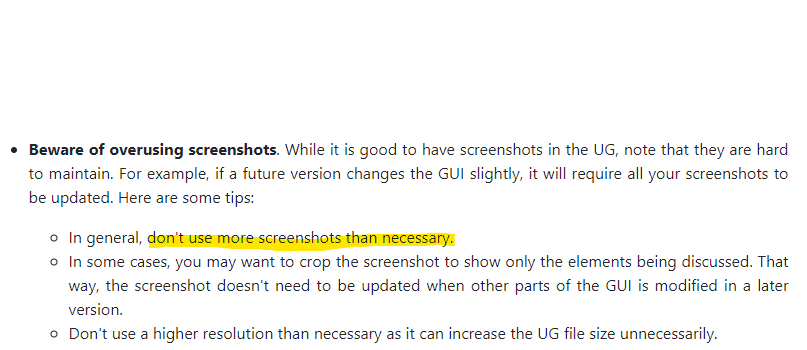 Beware of overusing screenshots. While it is good to have screenshots in the UG, note that they are hard
to maintain. For example, if a future version changes the GUI slightly, it will require all your screenshots to
be updated. Here are some tips:
In general, don't use more screenshots than necessary.
In some cases, you may want to crop the screenshot to show only the elements being discussed. That
way, the screenshot doesn't need to be updated when other parts of the GUI is modified in a later
version.
Don't use a higher resolution than necessary as it can increase the UG file size unnecessarily.